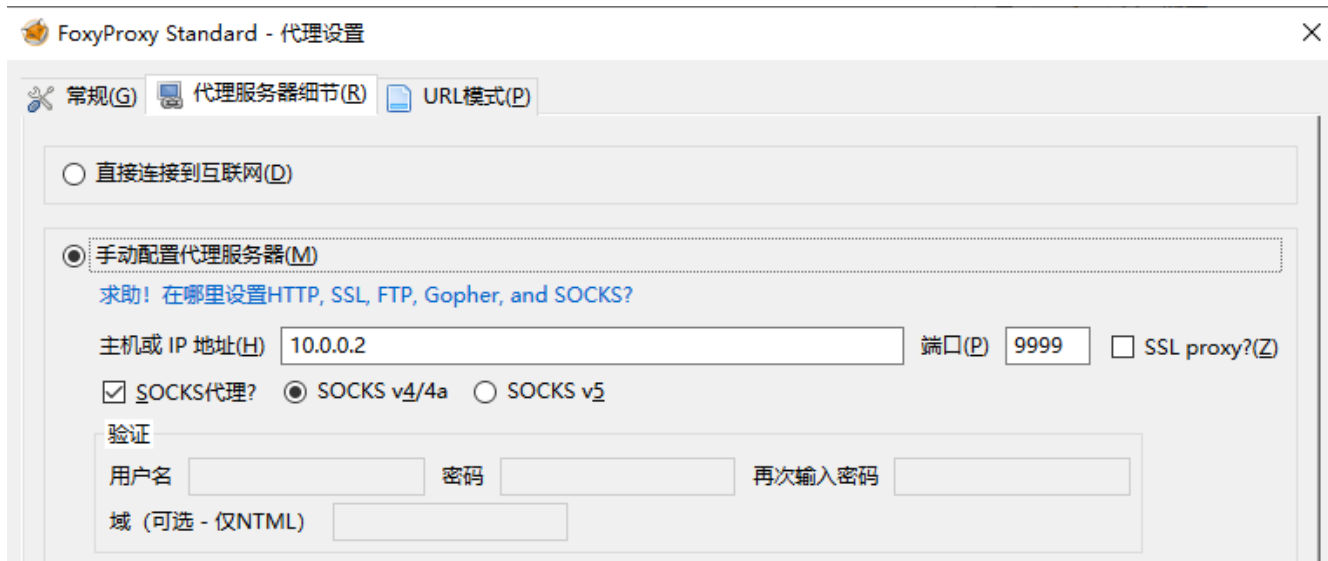 FoxyProxy Standard - 代理设置
常规(G) 代理服务器细节(R) URL模式(P)
直接连接到互联网(D)
手动配置代理服务器(M)
求助！在哪里设置HTTP, SSL, FTP, Gopher, and SOCKS?
主机或 IP 地址(H) 10.0.0.2 端口(P) 9999 SSL proxy?(Z)
SOCKS代理? SOCKS v4/4a SOCKS v5
验证
用户名 密码 再次输入密码
域（可选 - 仅NTML）